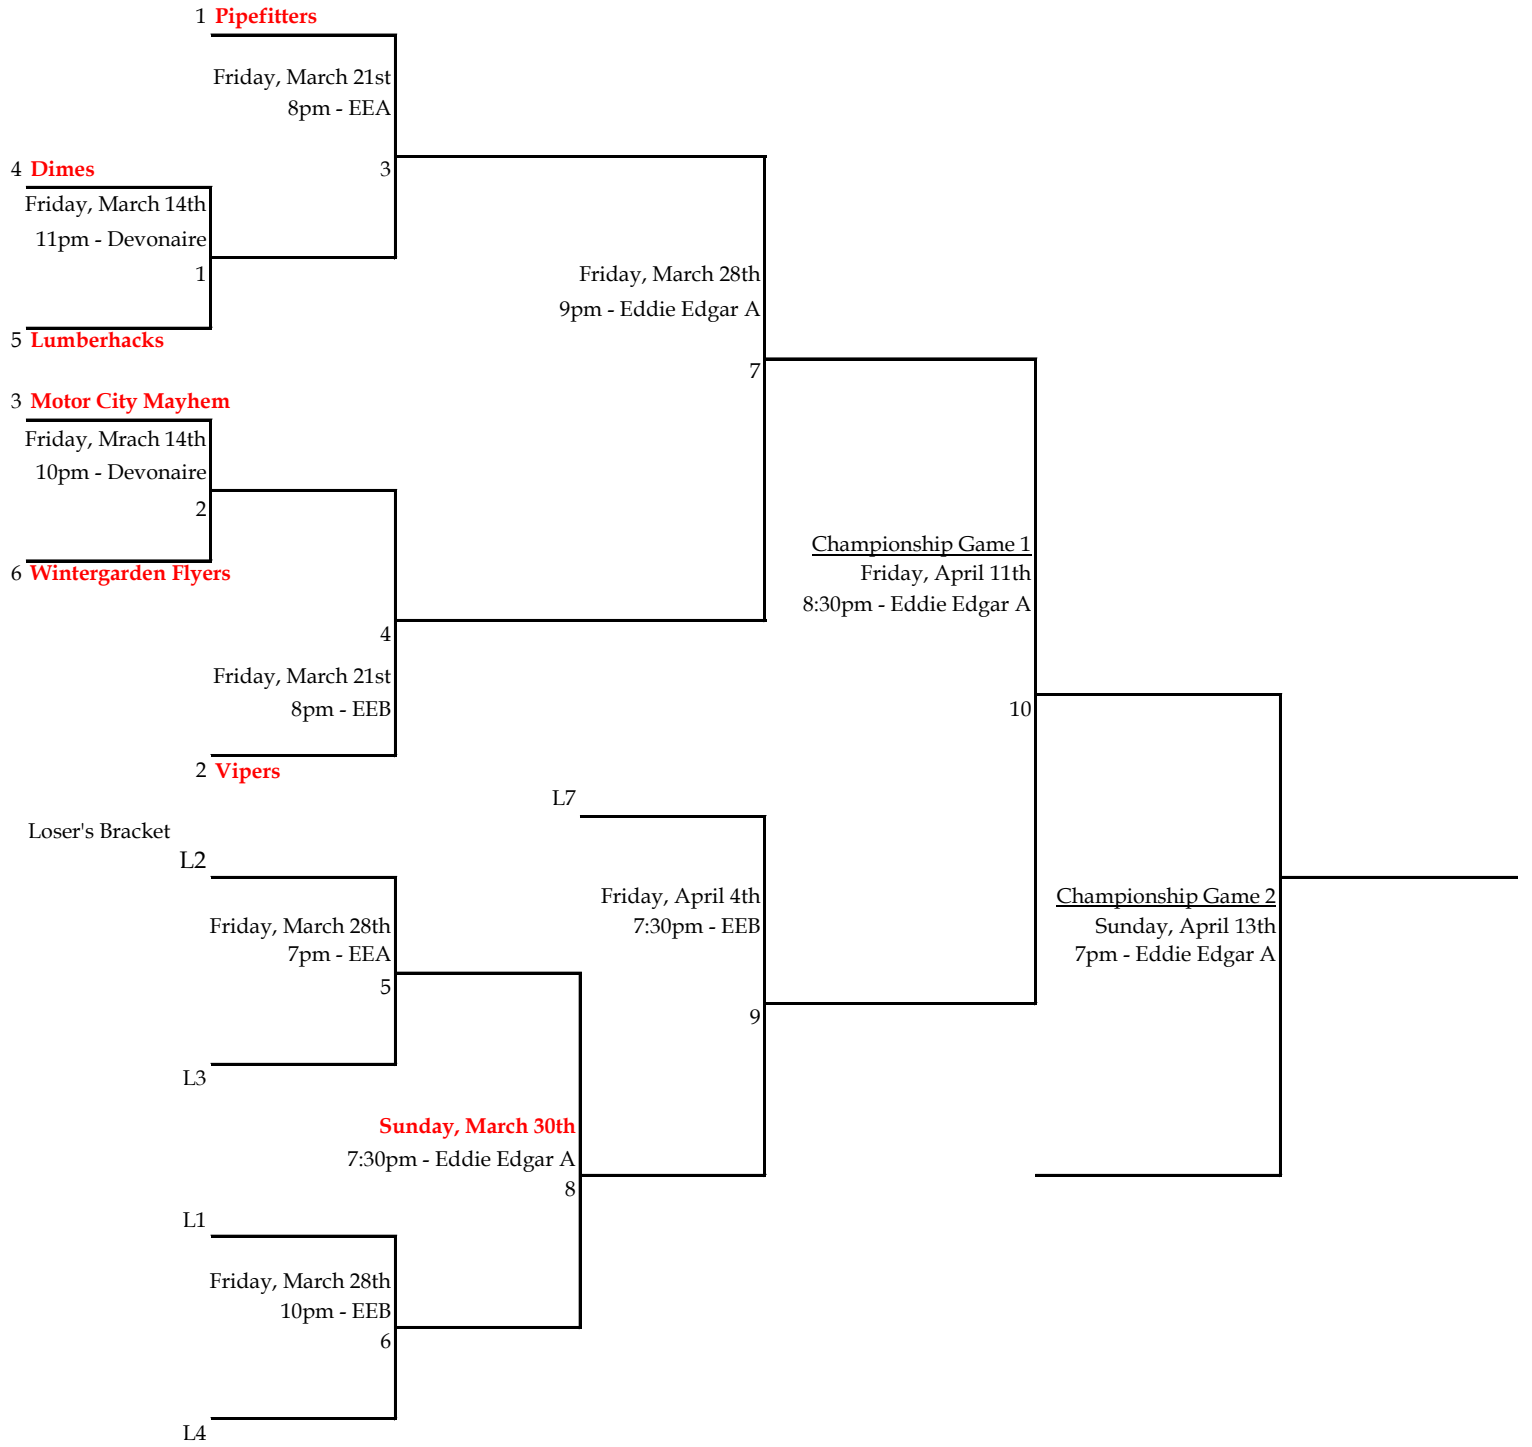 1 Pipefitters
Friday, March 21st
8pm - EEA
3
4 Dimes
Friday, March 14th
11pm - Devonaire
1
5 Lumberhacks
Friday, March 28th
9pm - Eddie Edgar A
7
3 Motor City Mayhem
Friday, Mrach 14th
10pm - Devonaire
2
6 Wintergarden Flyers
4
Friday, March 21st
8pm - EEB
2 Vipers
Championship Game 1
Friday, April 11th
8:30pm - Eddie Edgar A
10
Loser's Bracket
L2
Friday, March 28th
7pm - EEA
5
L3
L7
Friday, April 4th
7:30pm - EEB
9
Championship Game 2
Sunday, April 13th
7pm - Eddie Edgar A
Sunday, March 30th
7:30pm - Eddie Edgar A
8
L1
Friday, March 28th
10pm - EEB
6
L4